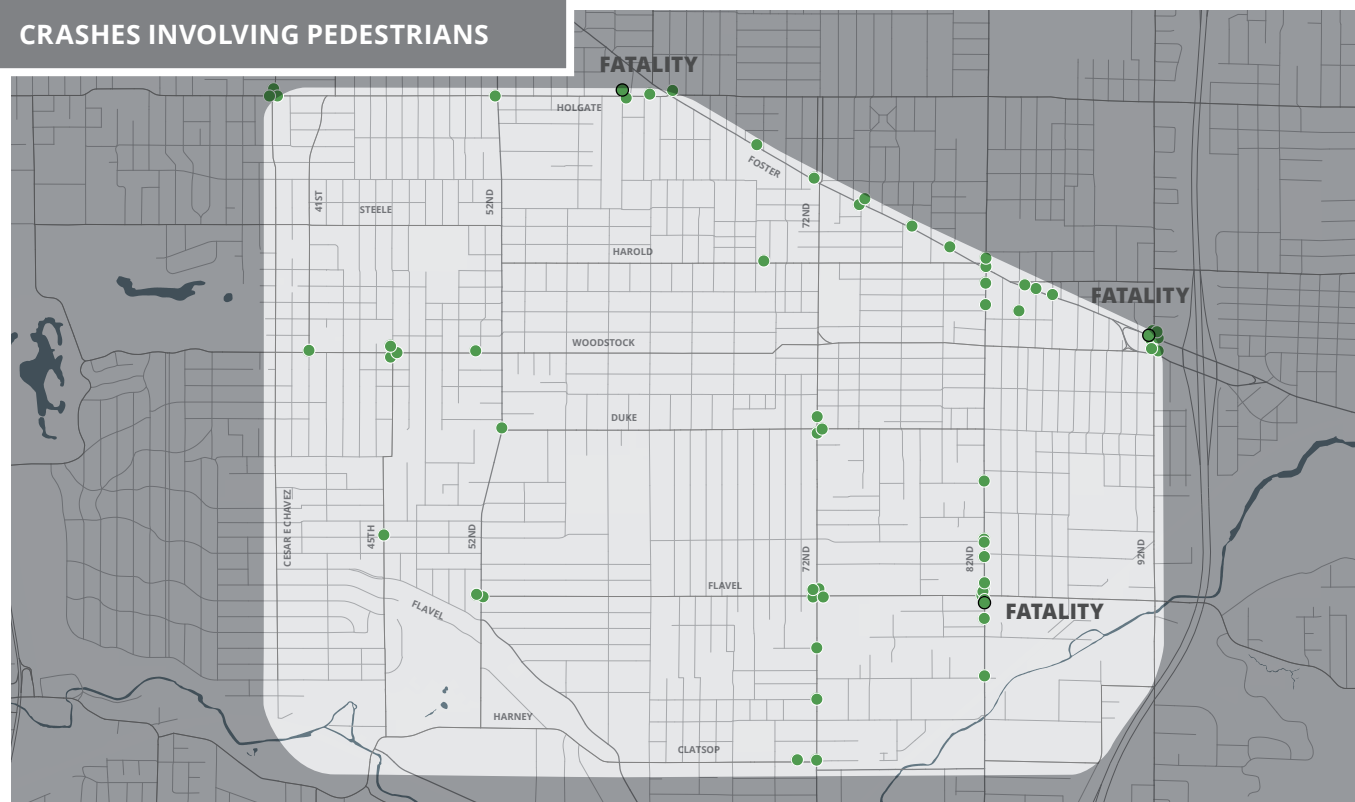 CRASHES INVOLVING PEDESTRIANS
FATALITY
HOLGATE
FOSTER
41ST
STEELE
52ND
72ND
HAROLD
FATALITY
WOODSTOCK
DUKE
CESAR E CHAVEZ
45TH
52ND
72ND
82ND
92ND
FLAVEL
FLAVEL
FATALITY
HARNEY
CLATSOP